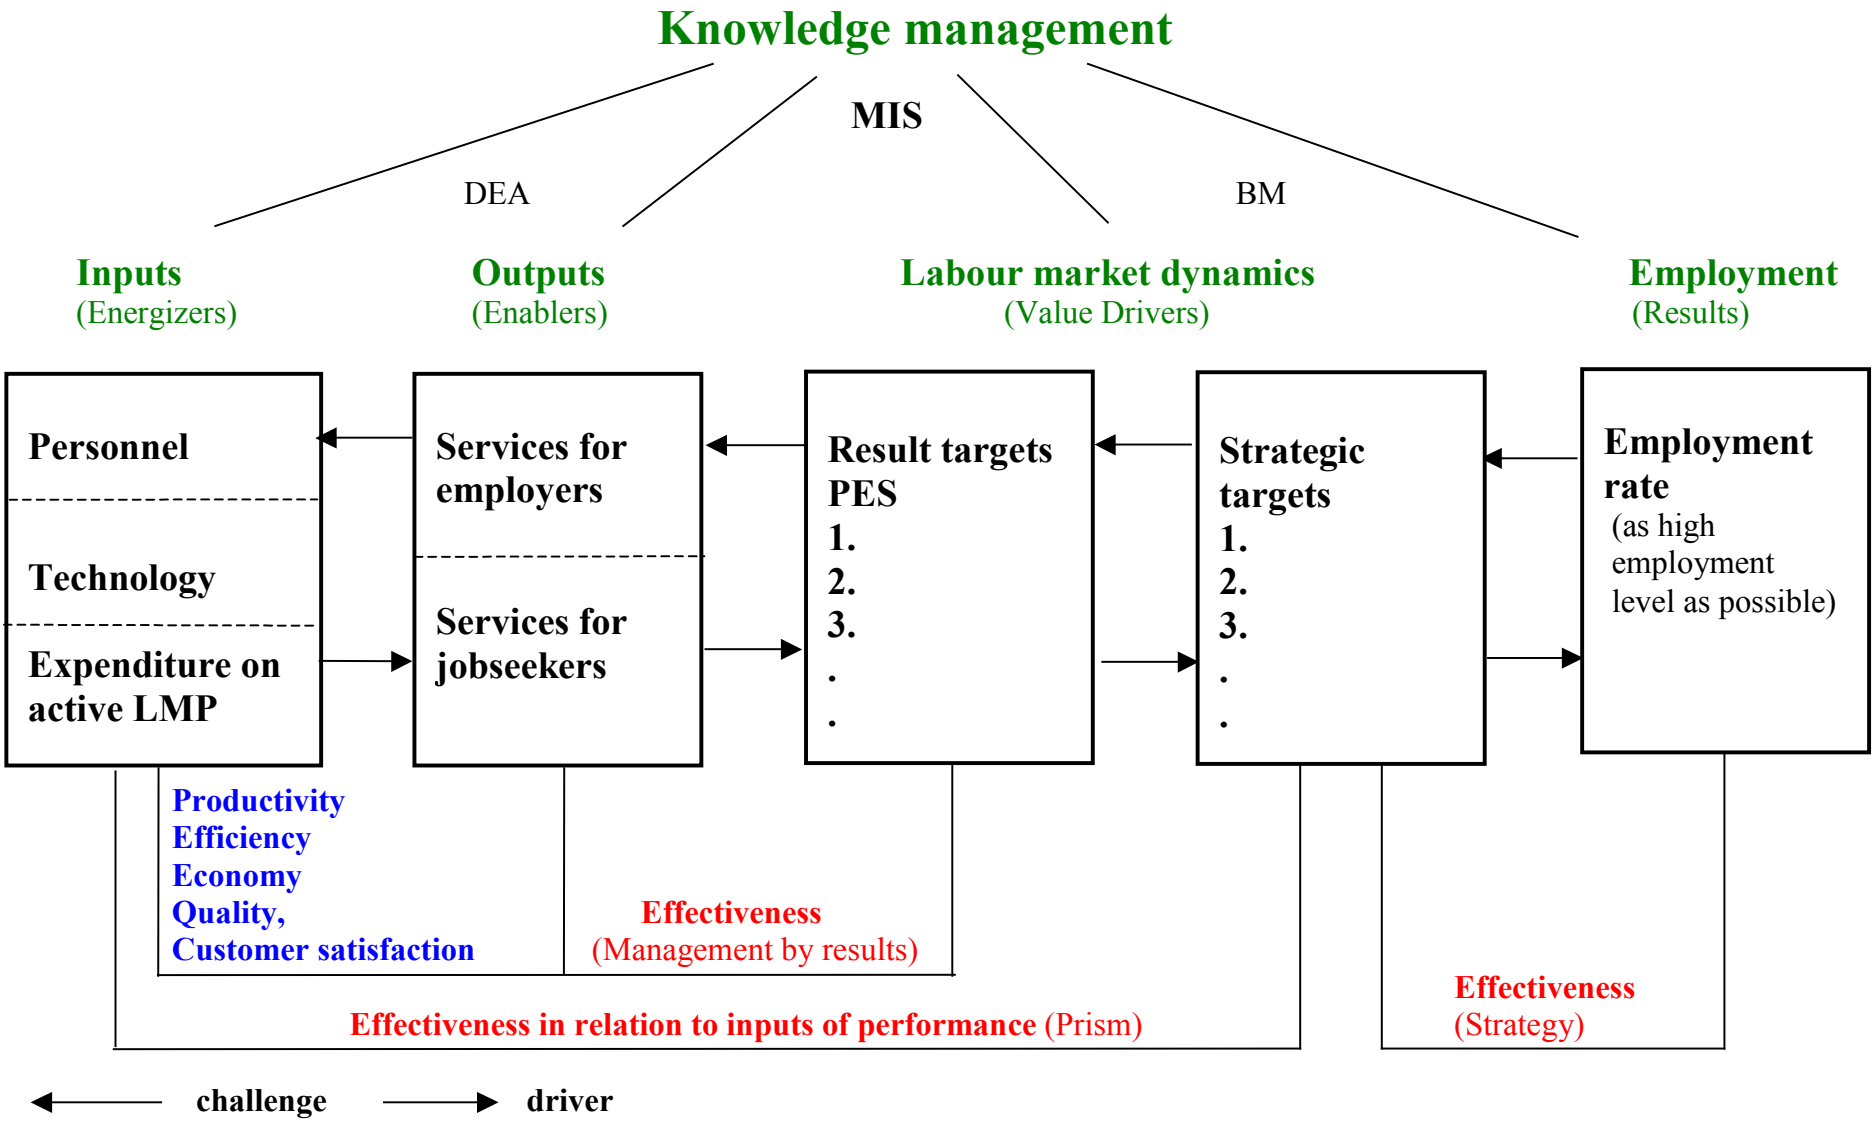 Knowledge management
MIS
DEA
BM
Inputs
(Energizers)
Outputs
(Enablers)
Labour market dynamics
(Value Drivers)
Employment
(Results)
Personnel
Technology
Expenditure on
active LMP
Services for
employers
Services for
jobseekers
Result targets
PES
1.
2.
3.
.
.
Strategic
targets
1.
2.
3.
.
.
Employment
rate
(as high
employment
level as possible)
Productivity
Efficiency
Economy
Quality,
Customer satisfaction
Effectiveness
(Management by results)
Effectiveness in relation to inputs of performance (Prism)
Effectiveness
(Strategy)
challenge
driver